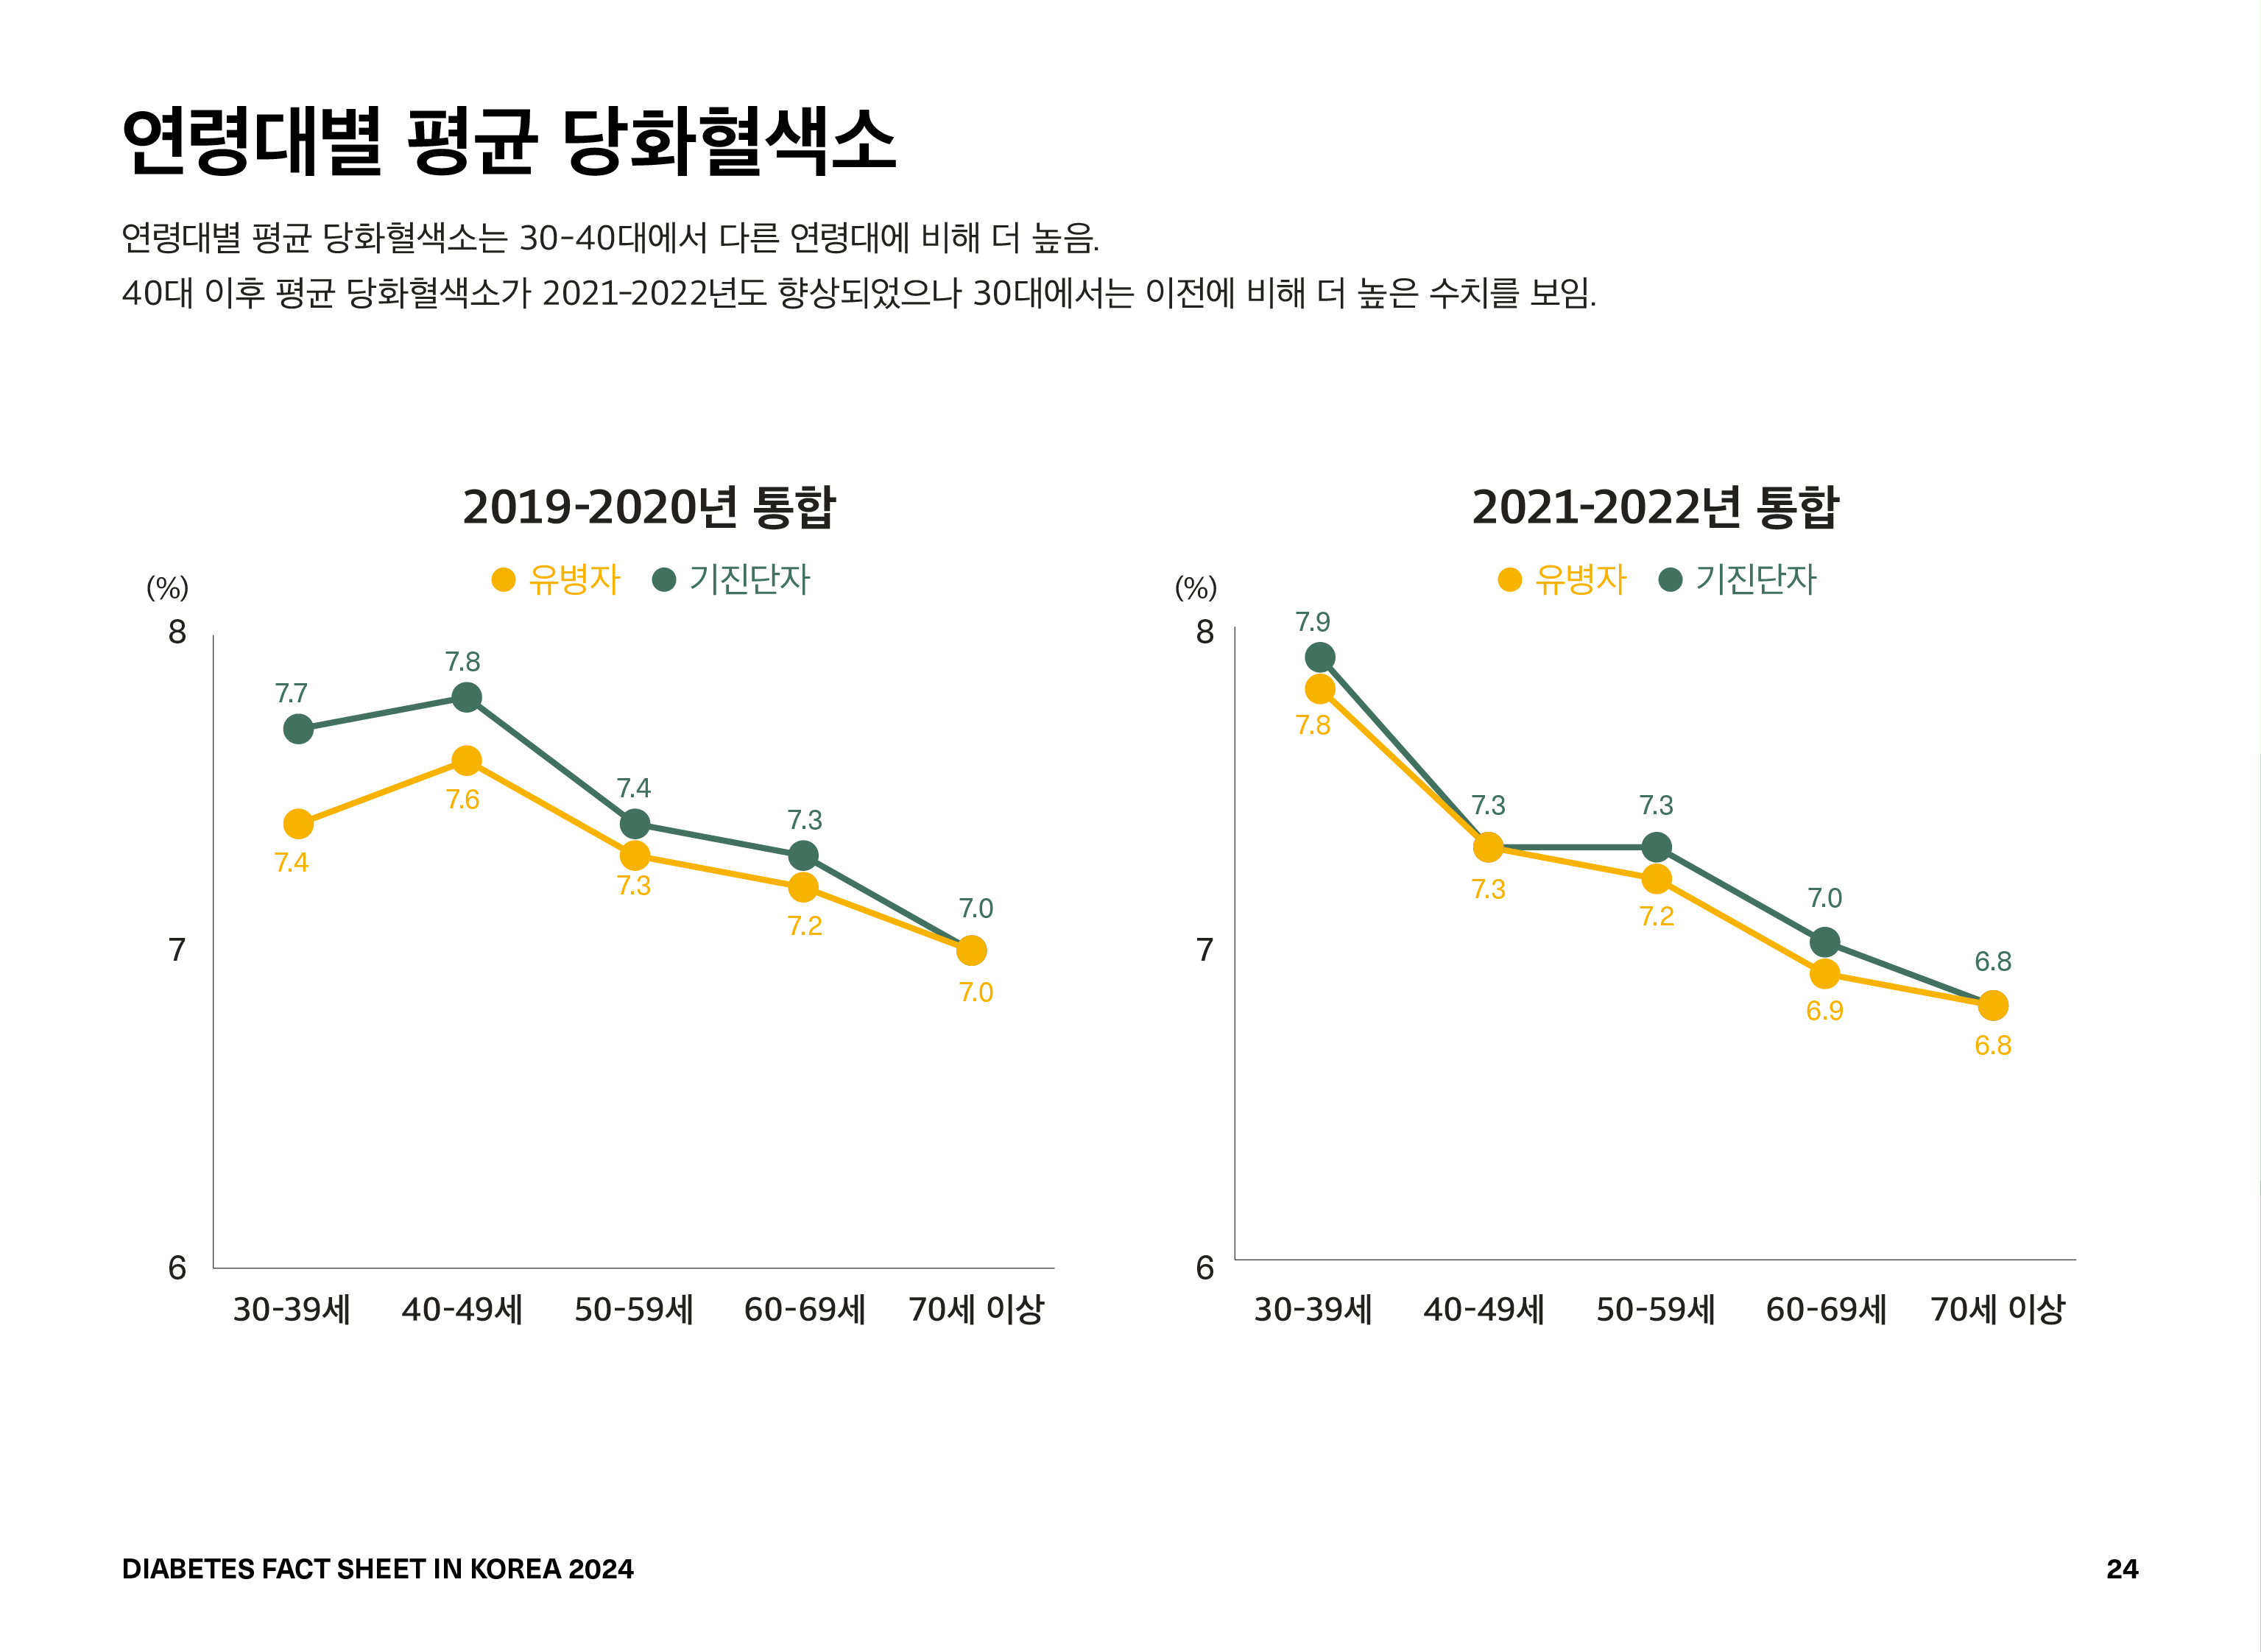 연령대별 평균 당화혈색소
연령대별 평균 당화혈색소는 30-40대에서 다른 연령대에 비해 더 높음.
40대 이후 평균 당화혈색소가 2021-2022년도 향상되었으나 30대에서는 이전에 비해 더 높은 수치를 보임.
2019-2020년 통합
유병자 기진단자
(%)
8
7
6
7.7
7.8
7.4
7.3
7.0
7.4
7.6
7.3
7.2
7.0
30-39세 40-49세 50-59세 60-69세 70세 이상
2021-2022년 통합
유병자 기진단자
(%)
8
7
6
7.9
7.3
7.3
7.0
6.8
7.8
7.3
7.2
6.9
6.8
30-39세 40-49세 50-59세 60-69세 70세 이상
DIABETES FACT SHEET IN KOREA 2024
24